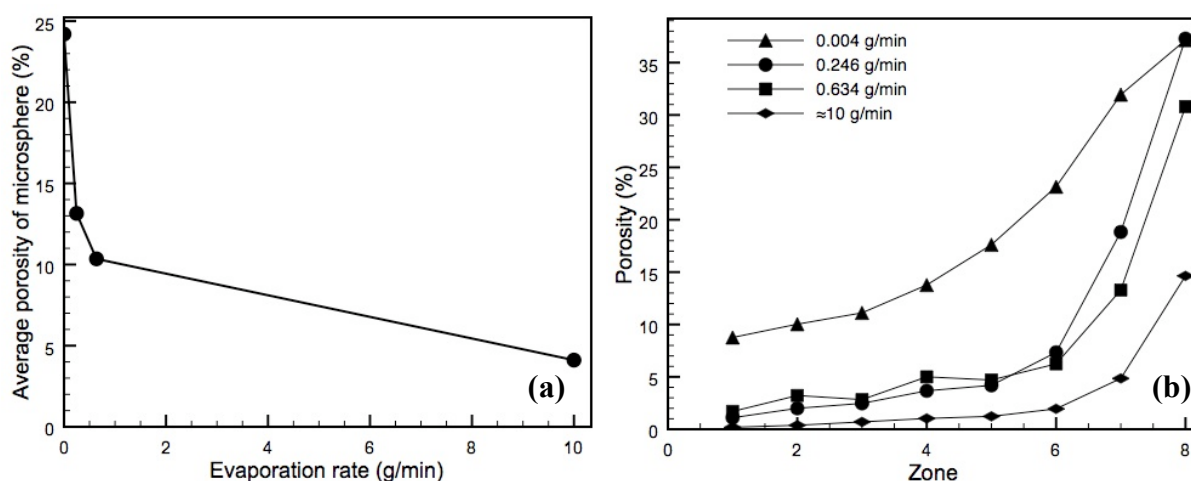 25
20
15
10
5
0
0
2
4
6
8
10
Average porosity of microsphere (%)
Evaporation rate (g/min)
(a)
0.004 g/min
0.246 g/min
0.634 g/min
≈10 g/min
35
30
25
20
15
10
5
0
0
2
4
6
8
Porosity (%)
Zone
(b)